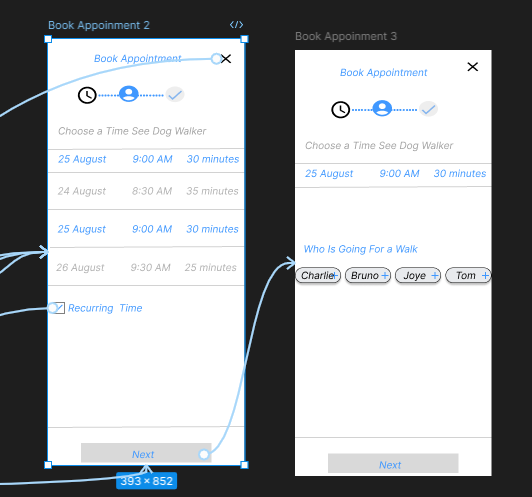 Book Appoinment 2
</>
Book Appointment
Choose a Time See Dog Walker
25 August 9:00 AM 30 minutes
24 August 8:30 AM 35 minutes
25 August 9:00 AM 30 minutes
26 August 9:30 AM 25 minutes
Recurring Time
Next
393 × 852
Book Appoinment 3
Book Appointment
Choose a Time See Dog Walker
25 August 9:00 AM 30 minutes
Who Is Going For a Walk
Charlie + Bruno + Joye + Tom +
Next